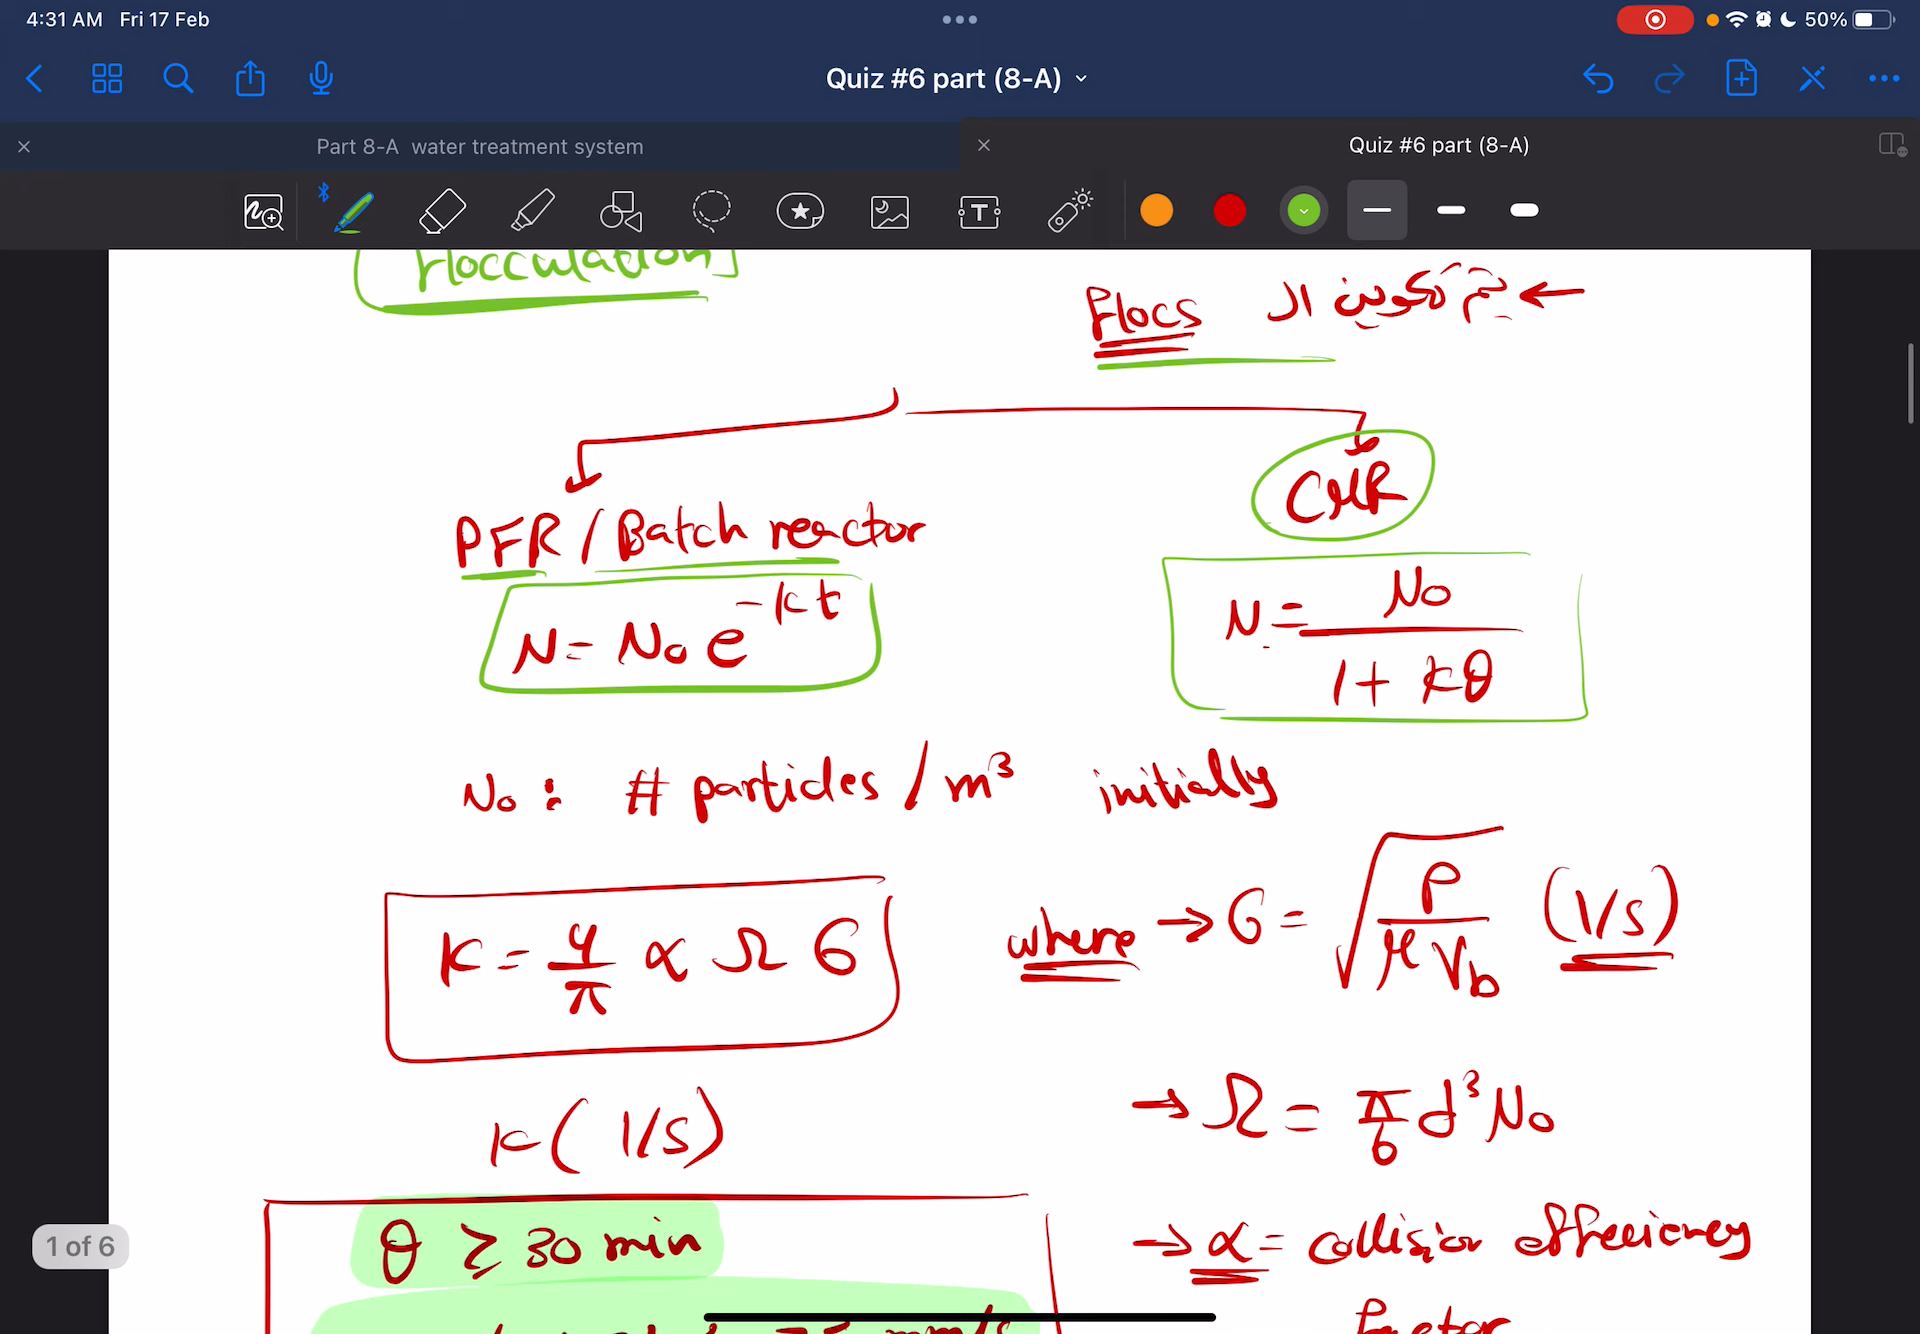 4:31 AM Fri 17 Feb
50%
Quiz #6 part (8-A)
Part 8-A water treatment system
Quiz #6 part (8-A)
Flocculation
← يتم تكوين ال Flocs
PFR / Batch reactor
CMR
N = No e^-kt
N = No / 1 + kθ
No : # particles / m³ initially
K = 4/π α Ω G
where → G = √(P / μ Vb) (1/s)
K ( 1/s)
→ Ω = π/6 d³ No
θ ≥ 30 min
→ α = collision effeciency
Factor
1 of 6